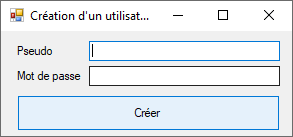 Création d'un utilisat...
Pseudo
Mot de passe
Créer